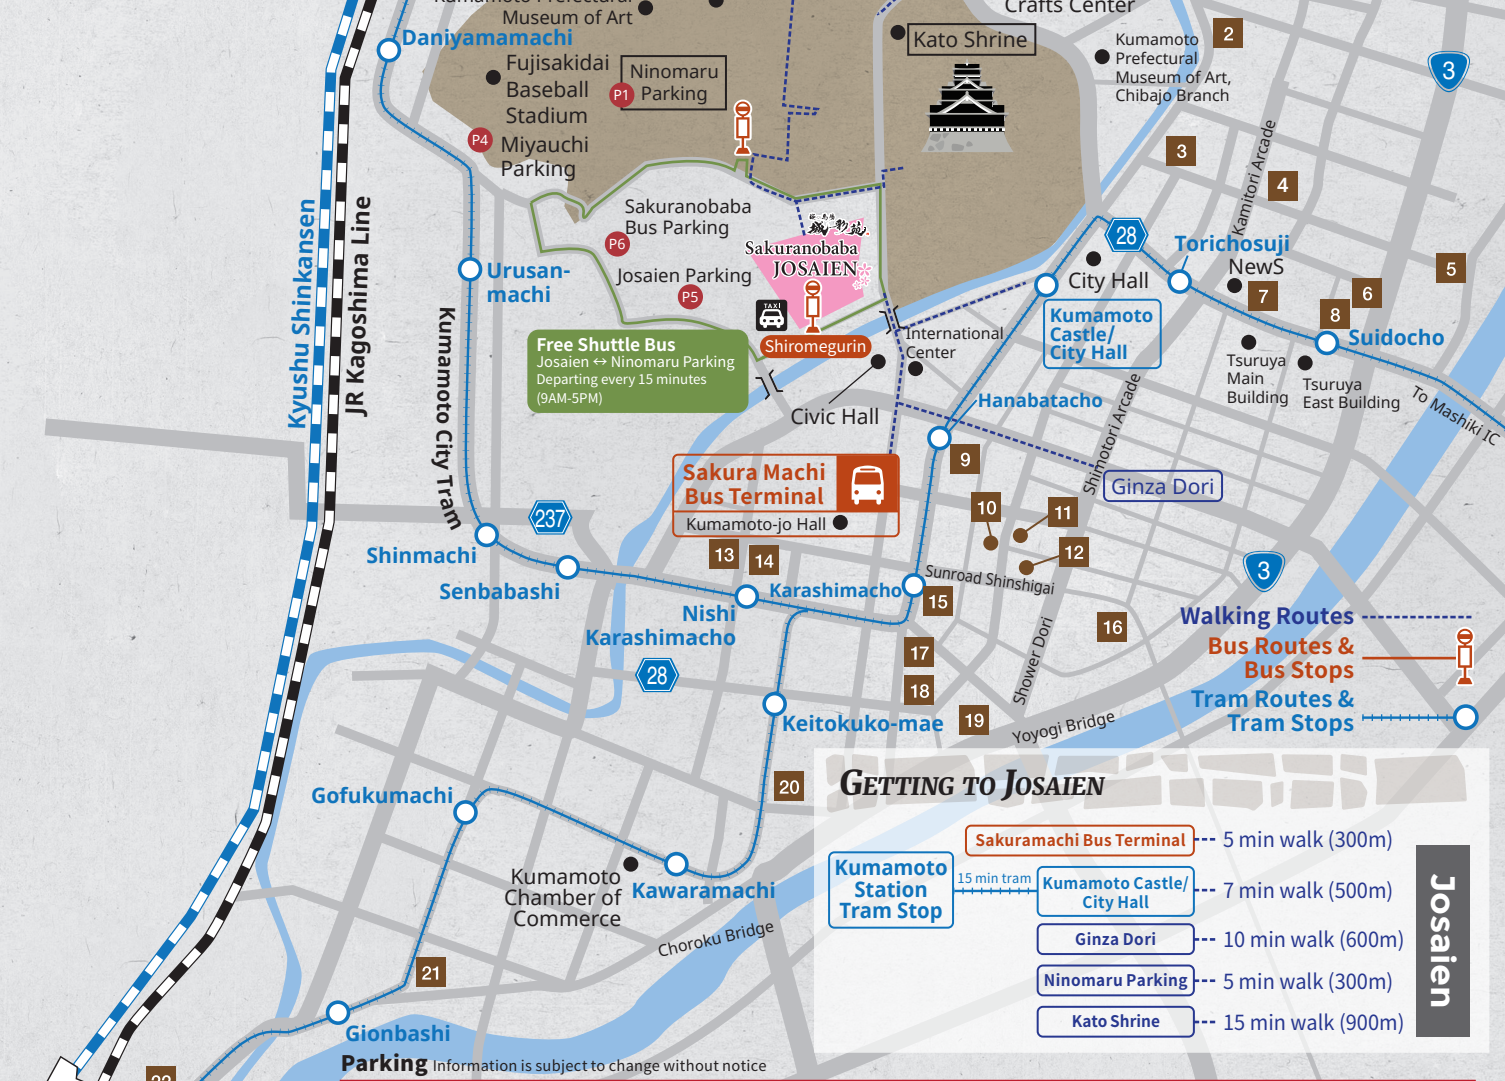 Museum of Art
Crafts Center
Daniyamamachi
Fujisakidai
Baseball
Stadium
Ninomaru
Parking
P1
P4
Miyauchi
Parking
Kato Shrine
Kumamoto
Prefectural
Museum of Art,
Chibajo Branch
2
3
3
4
Kamitori Arcade
Kyushu Shinkansen
JR Kagoshima Line
Kumamoto City Tram
Sakuranobaba
Bus Parking
P6
Josaien Parking
P5
Sakuranobaba
JOSAIEN
TAXI
Shiromegurin
Urusan-
machi
28
Torichosuji
NewS
City Hall
5
6
7
8
Suidocho
Kumamoto
Castle/
City Hall
Tsuruya
Main
Building
Tsuruya
East Building
To Mashiki IC
Free Shuttle Bus
Josaien ↔ Ninomaru Parking
Departing every 15 minutes
(9AM-5PM)
International
Center
Civic Hall
Hanabatacho
Shimotori Arcade
Ginza Dori
9
Sakura Machi
Bus Terminal
Kumamoto-jo Hall
10
11
12
237
Shinmachi
Senbabashi
13
14
Nishi
Karashimacho
Karashimacho
15
Sunroad Shinshigai
3
16
17
18
19
Shower Dori
Yoyogi Bridge
28
Keitokuko-mae
Walking Routes
Bus Routes &
Bus Stops
Tram Routes &
Tram Stops
Gofukumachi
20
Kumamoto
Chamber of
Commerce
Kawaramachi
Choroku Bridge
21
Gionbashi
Getting to Josaien
Kumamoto
Station
Tram Stop
15 min tram
Sakuramachi Bus Terminal
5 min walk (300m)
Kumamoto Castle/
City Hall
7 min walk (500m)
Ginza Dori
10 min walk (600m)
Ninomaru Parking
5 min walk (300m)
Kato Shrine
15 min walk (900m)
Josaien
Parking Information is subject to change without notice